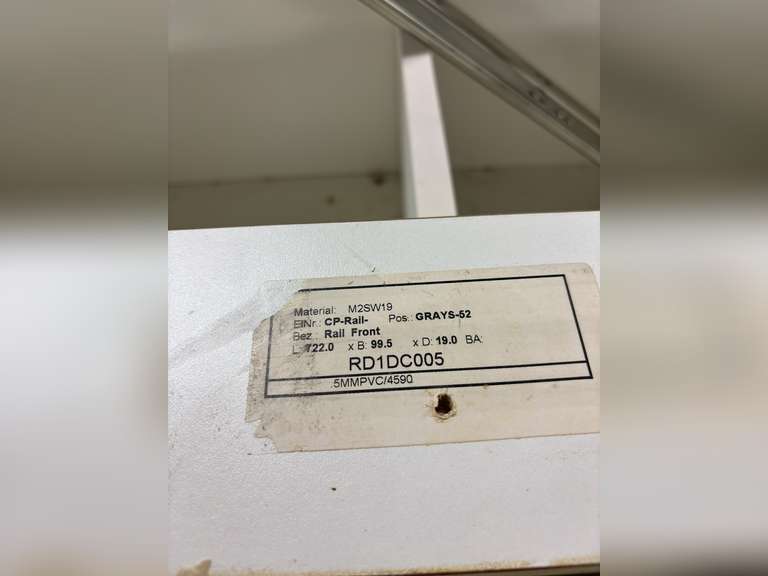 Material: M2SW19
ElNr.: CP-Rail- Pos.: GRAYS-52
Bez.: Rail Front
L: 722.0 x B: 99.5 x D: 19.0 BA:
RD1DC005
.5MMPVC/4590